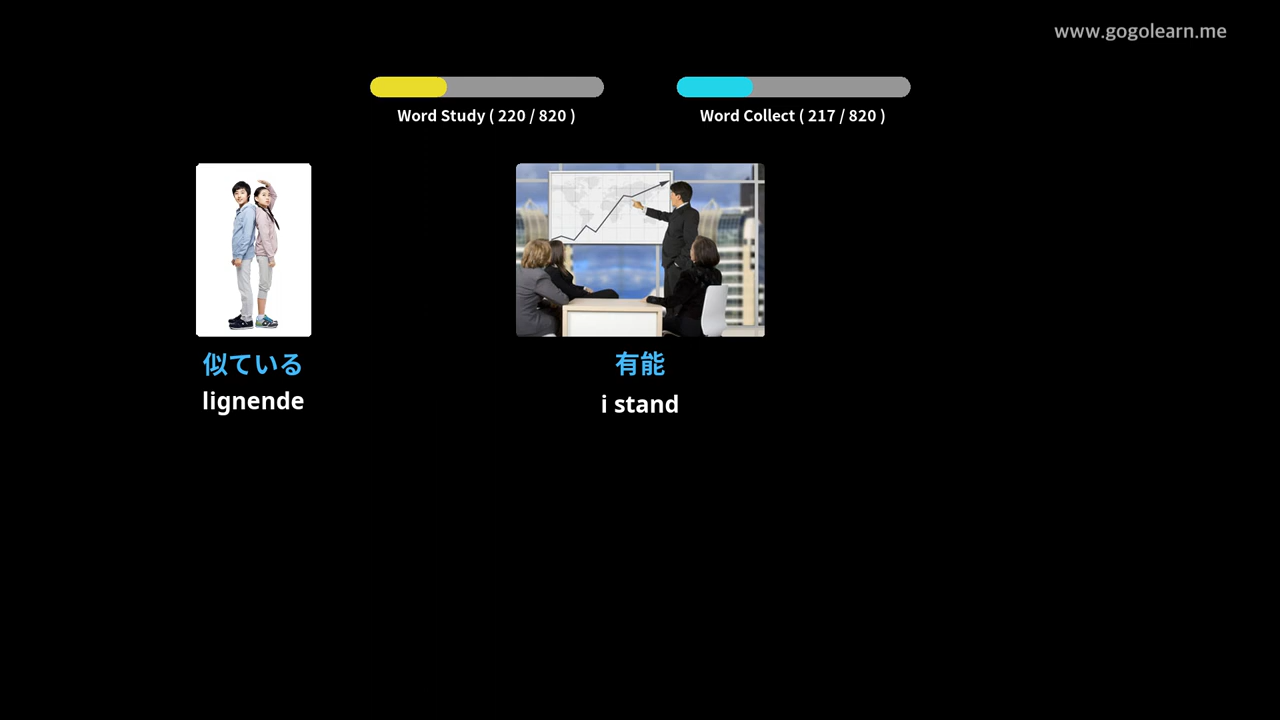 www.gogolearn.me
Word Study ( 220 / 820 )
Word Collect ( 217 / 820 )
似ている
lignende
有能
i stand